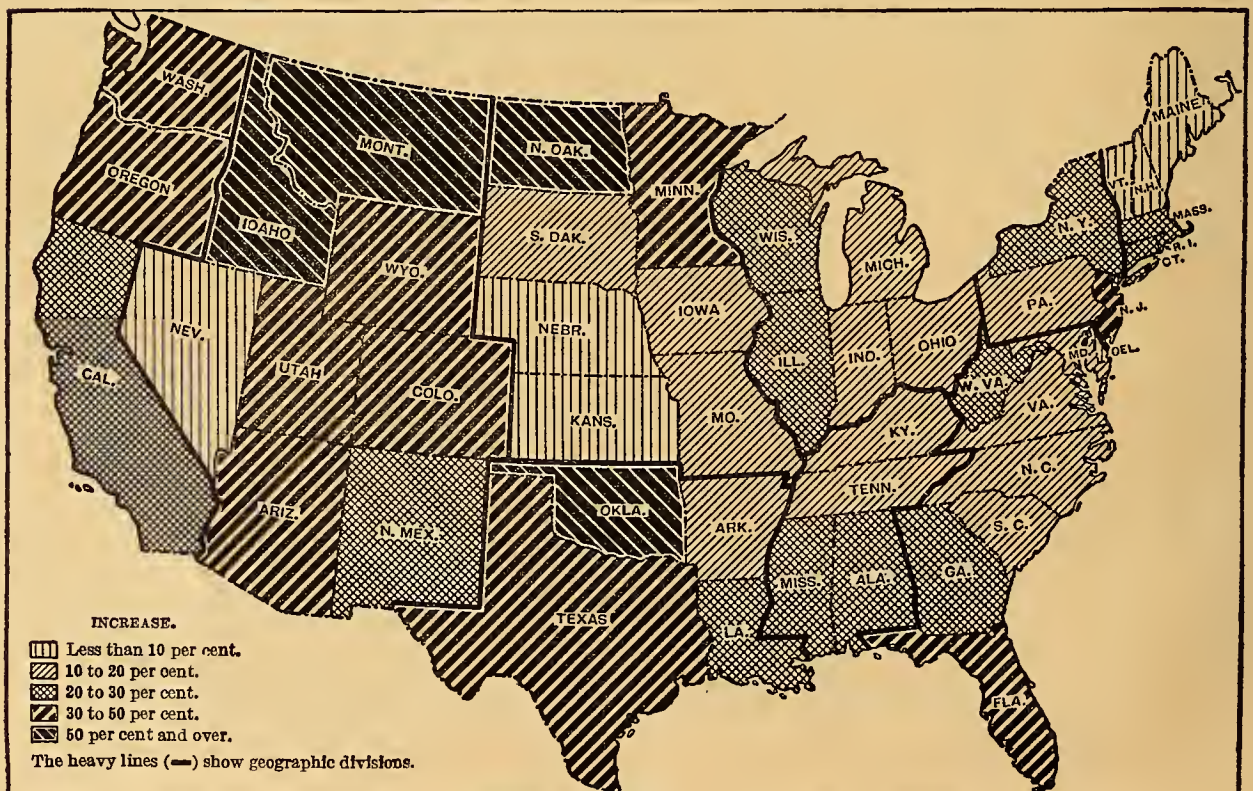 WASH.
OREGON
IDAHO
MONT.
N. DAK.
S. DAK.
MINN.
WYO.
NEV.
UTAH
COLO.
CAL.
ARIZ.
N. MEX.
NEBR.
KANS.
OKLA.
TEXAS
IOWA
MO.
ARK.
LA.
WIS.
ILL.
MICH.
IND.
OHIO
KY.
TENN.
MISS.
ALA.
GA.
FLA.
S. C.
N. C.
VA.
W. VA.
MD.
DEL.
PA.
N. J.
N. Y.
CT.
R. I.
MASS.
VT.
N.H.
MAINE
INCREASE.
Less than 10 per cent.
10 to 20 per cent.
20 to 30 per cent.
30 to 50 per cent.
50 per cent and over.
The heavy lines (▬) show geographic divisions.